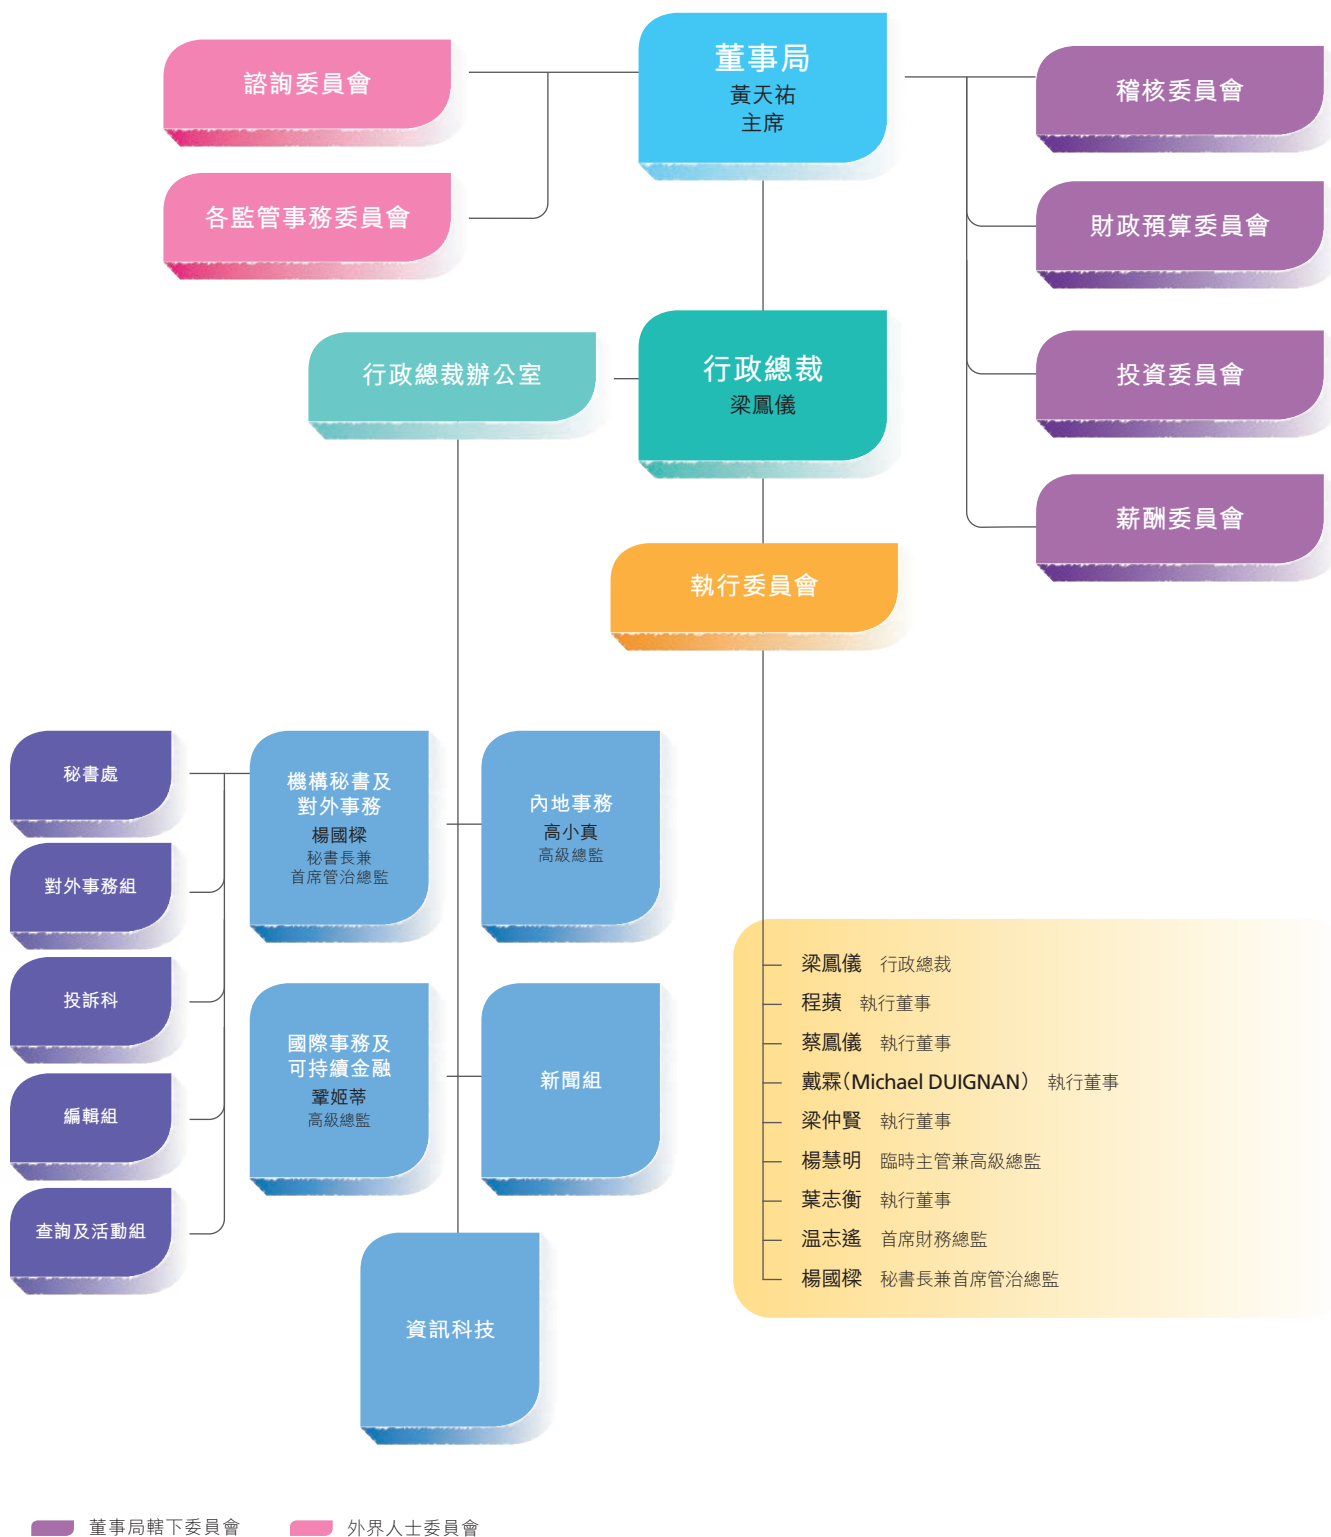 董事局
黃天祐
主席
諮詢委員會
各監管事務委員會
稽核委員會
財政預算委員會
投資委員會
薪酬委員會
行政總裁辦公室
行政總裁
梁鳳儀
執行委員會
秘書處
對外事務組
投訴科
編輯組
查詢及活動組
機構秘書及
對外事務
楊國樑
秘書長兼
首席管治總監
內地事務
高小真
高級總監
國際事務及
可持續金融
鞏姬蒂
高級總監
新聞組
資訊科技
梁鳳儀 行政總裁
程蘋 執行董事
蔡鳳儀 執行董事
戴霖(Michael DUIGNAN) 執行董事
梁仲賢 執行董事
楊慧明 臨時主管兼高級總監
葉志衡 執行董事
温志遙 首席財務總監
楊國樑 秘書長兼首席管治總監
董事局轄下委員會
外界人士委員會